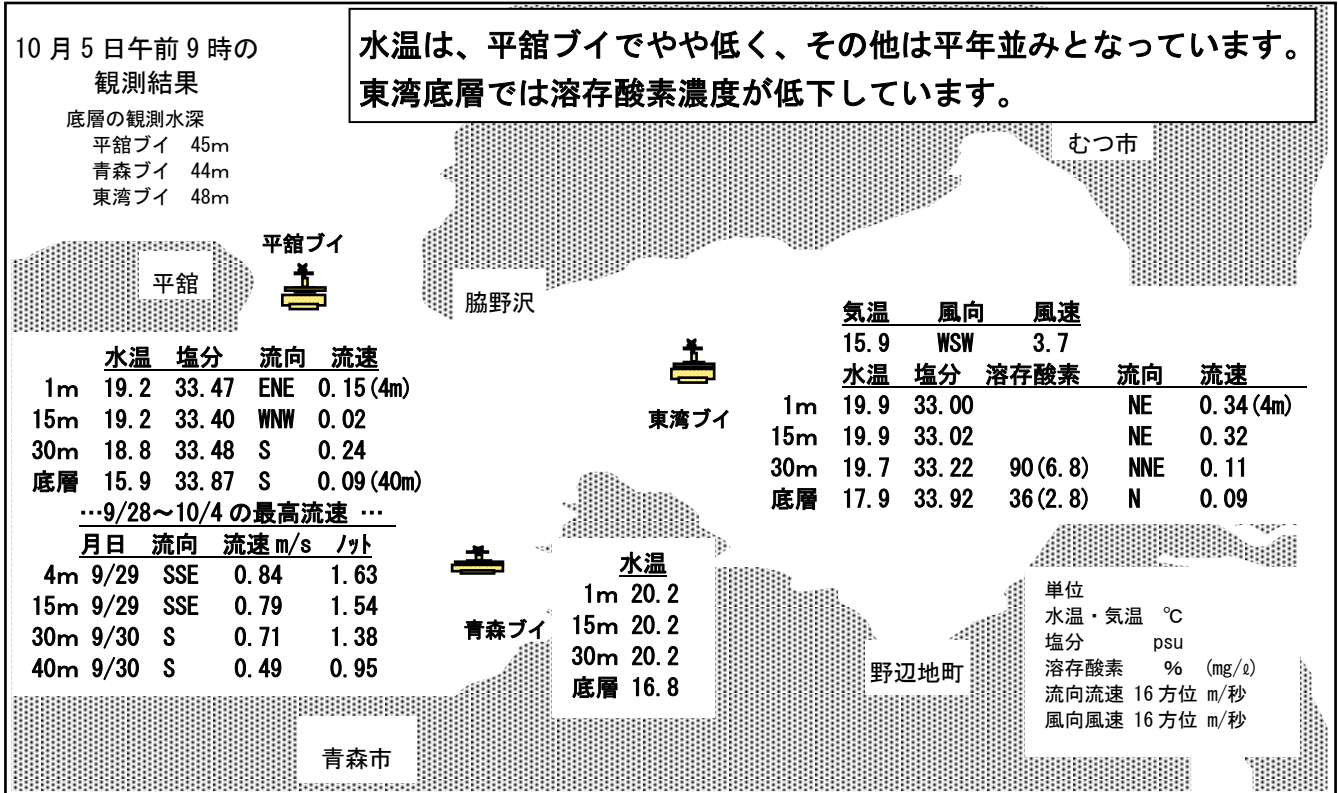 10月5日午前9時の
観測結果
底層の観測水深
平舘ブイ 45m
青森ブイ 44m
東湾ブイ 48m
水温は、平舘ブイでやや低く、その他は平年並みとなっています。
東湾底層では溶存酸素濃度が低下しています。
むつ市
平舘ブイ
平舘
脇野沢
水温 塩分 流向 流速
1m 19.2 33.47 ENE 0.15(4m)
15m 19.2 33.40 WNW 0.02
30m 18.8 33.48 S 0.24
底層 15.9 33.87 S 0.09(40m)
…9/28～10/4の最高流速 …
月日 流向 流速m/s ノット
4m 9/29 SSE 0.84 1.63
15m 9/29 SSE 0.79 1.54
30m 9/30 S 0.71 1.38
40m 9/30 S 0.49 0.95
東湾ブイ
気温 風向 風速
15.9 WSW 3.7
水温 塩分 溶存酸素 流向 流速
1m 19.9 33.00 NE 0.34(4m)
15m 19.9 33.02 NE 0.32
30m 19.7 33.22 90(6.8) NNE 0.11
底層 17.9 33.92 36(2.8) N 0.09
青森ブイ
水温
1m 20.2
15m 20.2
30m 20.2
底層 16.8
野辺地町
青森市
単位
水温・気温 ℃
塩分 psu
溶存酸素 % (mg/ℓ)
流向流速 16方位 m/秒
風向風速 16方位 m/秒